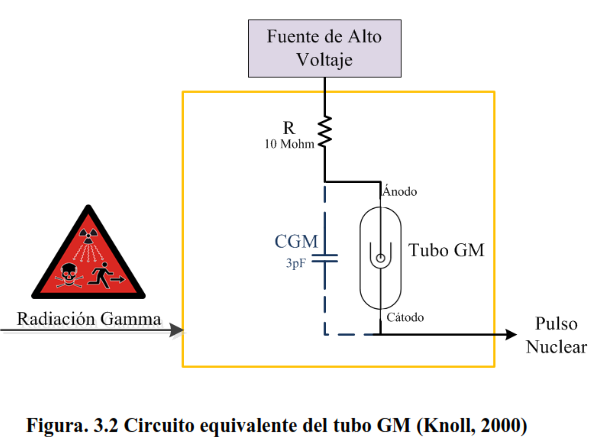 Fuente de Alto
Voltaje
R
10 Mohm
Ánodo
CGM
3pF
Tubo GM
Cátodo
Radiación Gamma
Pulso
Nuclear
Figura. 3.2 Circuito equivalente del tubo GM (Knoll, 2000)